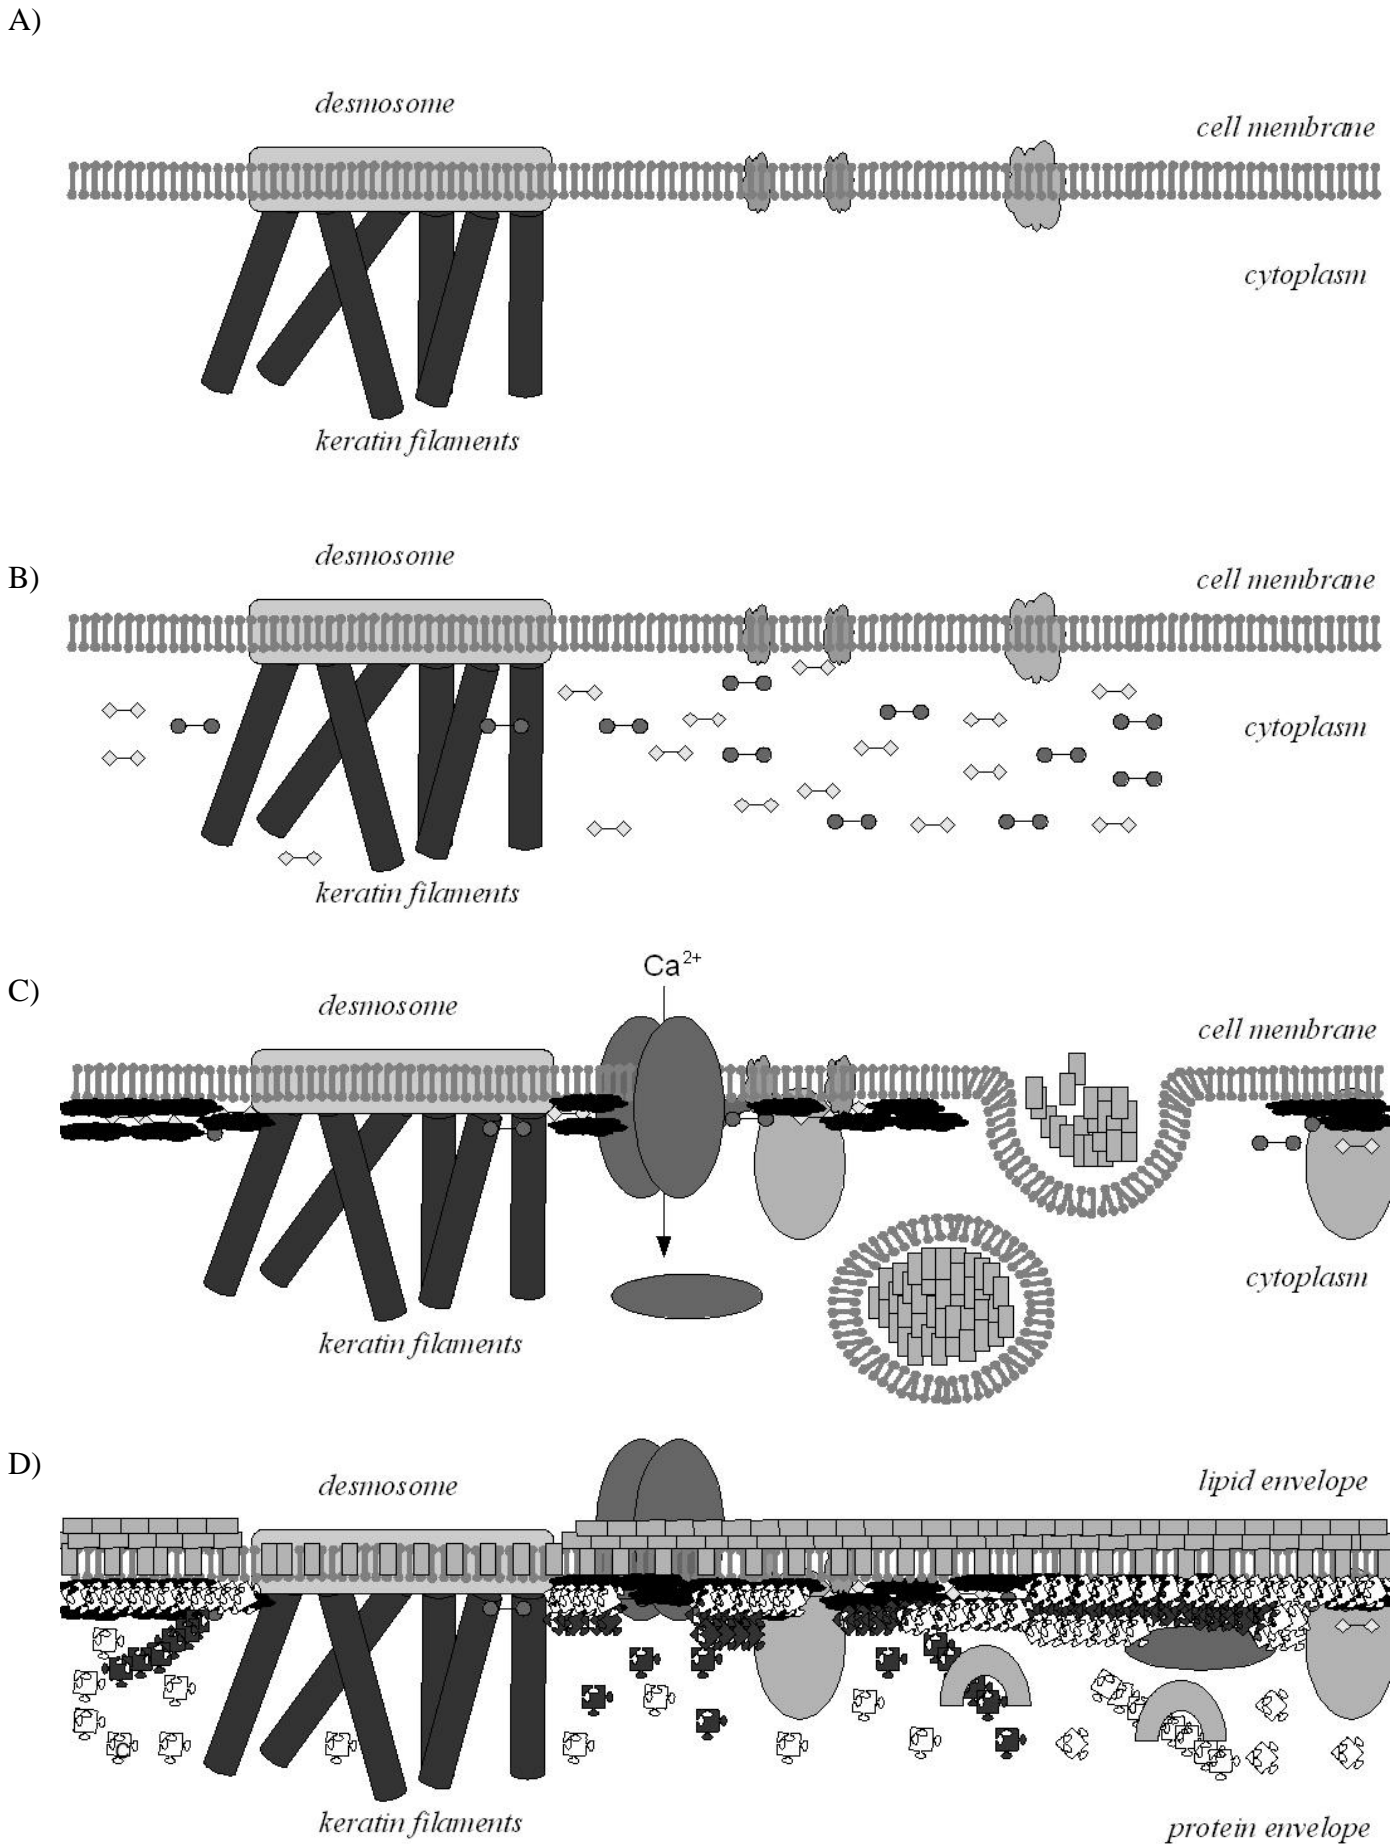 A)
desmosome
cell membrane
cytoplasm
keratin filaments
B)
desmosome
cell membrane
cytoplasm
keratin filaments
C)
Ca2+
desmosome
cell membrane
cytoplasm
keratin filaments
D)
desmosome
lipid envelope
keratin filaments
protein envelope